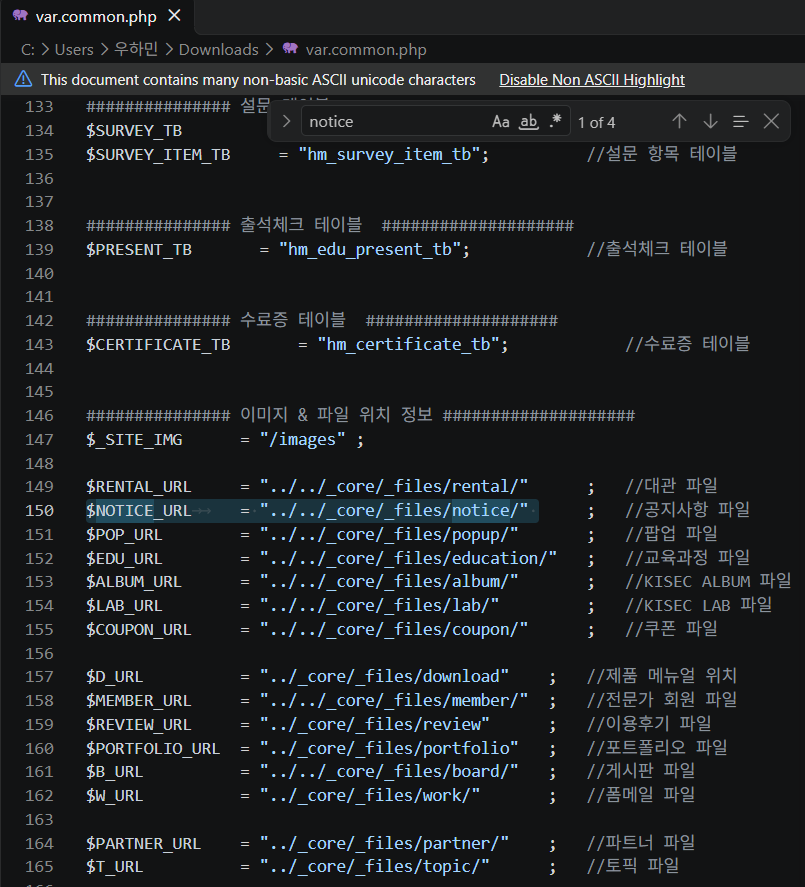 var.common.php
C: > Users > 우하민 > Downloads > var.common.php
This document contains many non-basic ASCII unicode characters Disable Non ASCII Highlight
notice Aa ab .* 1 of 4
133 ############### 설문
134 $SURVEY_TB
135 $SURVEY_ITEM_TB = "hm_survey_item_tb"; //설문 항목 테이블
136
137
138 ############### 출석체크 테이블 ####################
139 $PRESENT_TB = "hm_edu_present_tb"; //출석체크 테이블
140
141
142 ############### 수료증 테이블 ####################
143 $CERTIFICATE_TB = "hm_certificate_tb"; //수료증 테이블
144
145
146 ############### 이미지 & 파일 위치 정보 ####################
147 $_SITE_IMG = "/images" ;
148
149 $RENTAL_URL = "../../_core/_files/rental/" ; //대관 파일
150 $NOTICE_URL = "../../_core/_files/notice/" ; //공지사항 파일
151 $POP_URL = "../../_core/_files/popup/" ; //팝업 파일
152 $EDU_URL = "../../_core/_files/education/" ; //교육과정 파일
153 $ALBUM_URL = "../../_core/_files/album/" ; //KISEC ALBUM 파일
154 $LAB_URL = "../../_core/_files/lab/" ; //KISEC LAB 파일
155 $COUPON_URL = "../../_core/_files/coupon/" ; //쿠폰 파일
156
157 $D_URL = "../_core/_files/download" ; //제품 메뉴얼 위치
158 $MEMBER_URL = "../../_core/_files/member/" ; //전문가 회원 파일
159 $REVIEW_URL = "../_core/_files/review" ; //이용후기 파일
160 $PORTFOLIO_URL = "../_core/_files/portfolio" ; //포트폴리오 파일
161 $B_URL = "../../_core/_files/board/" ; //게시판 파일
162 $W_URL = "../_core/_files/work/" ; //폼메일 파일
163
164 $PARTNER_URL = "../_core/_files/partner/" ; //파트너 파일
165 $T_URL = "../_core/_files/topic/" ; //토픽 파일